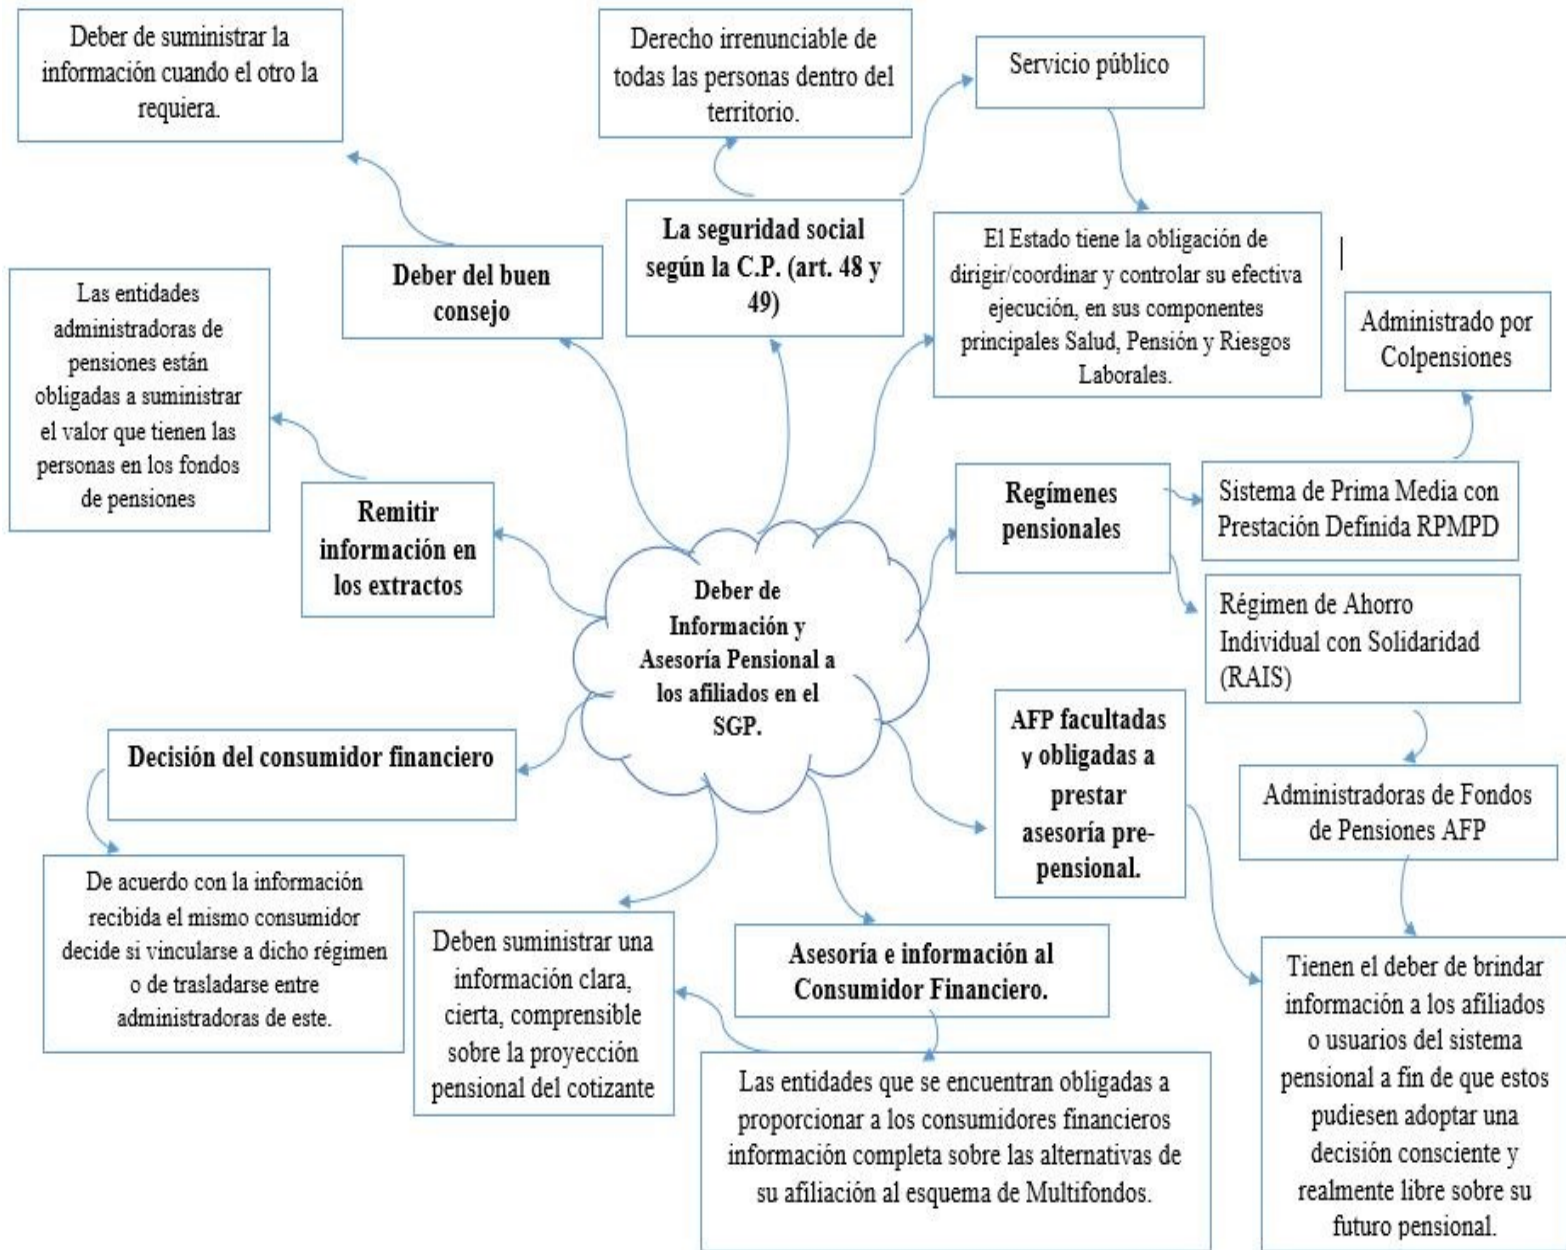 Deber de suministrar la
información cuando el otro la
requiera.
Derecho irrenunciable de
todas las personas dentro del
territorio.
Servicio público
La seguridad social
según la C.P. (art. 48 y
49)
El Estado tiene la obligación de
dirigir/coordinar y controlar su efectiva
ejecución, en sus componentes
principales Salud, Pensión y Riesgos
Laborales.
Deber del buen
consejo
Las entidades
administradoras de
pensiones están
obligadas a suministrar
el valor que tienen las
personas en los fondos
de pensiones
Administrado por
Colpensiones
Remitir
información en
los extractos
Regímenes
pensionales
Sistema de Prima Media con
Prestación Definida RPMPD
Deber de
Información y
Asesoría Pensional a
los afiliados en el
SGP.
Régimen de Ahorro
Individual con Solidaridad
(RAIS)
AFP facultadas
y obligadas a
prestar
asesoría pre-
pensional.
Decisión del consumidor financiero
Administradoras de Fondos
de Pensiones AFP
De acuerdo con la información
recibida el mismo consumidor
decide si vincularse a dicho régimen
o de trasladarse entre
administradoras de este.
Deben suministrar una
información clara,
cierta, comprensible
sobre la proyección
pensional del cotizante
Asesoría e información al
Consumidor Financiero.
Las entidades que se encuentran obligadas a
proporcionar a los consumidores financieros
información completa sobre las alternativas de
su afiliación al esquema de Multifondos.
Tienen el deber de brindar
información a los afiliados
o usuarios del sistema
pensional a fin de que estos
pudiesen adoptar una
decisión consciente y
realmente libre sobre su
futuro pensional.